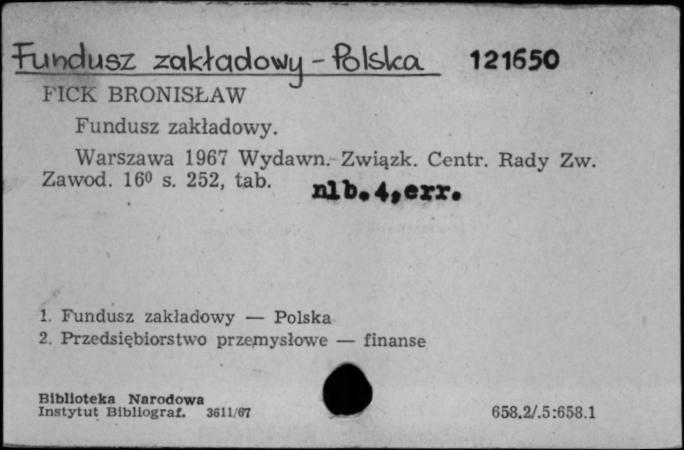 Fundusz zakładowy - Polska 121650
FICK BRONISŁAW
Fundusz zakładowy.
Warszawa 1967 Wydawn. Związk. Centr. Rady Zw.
Zawod. 16⁰ s. 252, tab. nlb.4,err.
1. Fundusz zakładowy — Polska
2. Przedsiębiorstwo przemysłowe — finanse
Biblioteka Narodowa
Instytut Bibliograf. 3611/67 658.2/.5:658.1